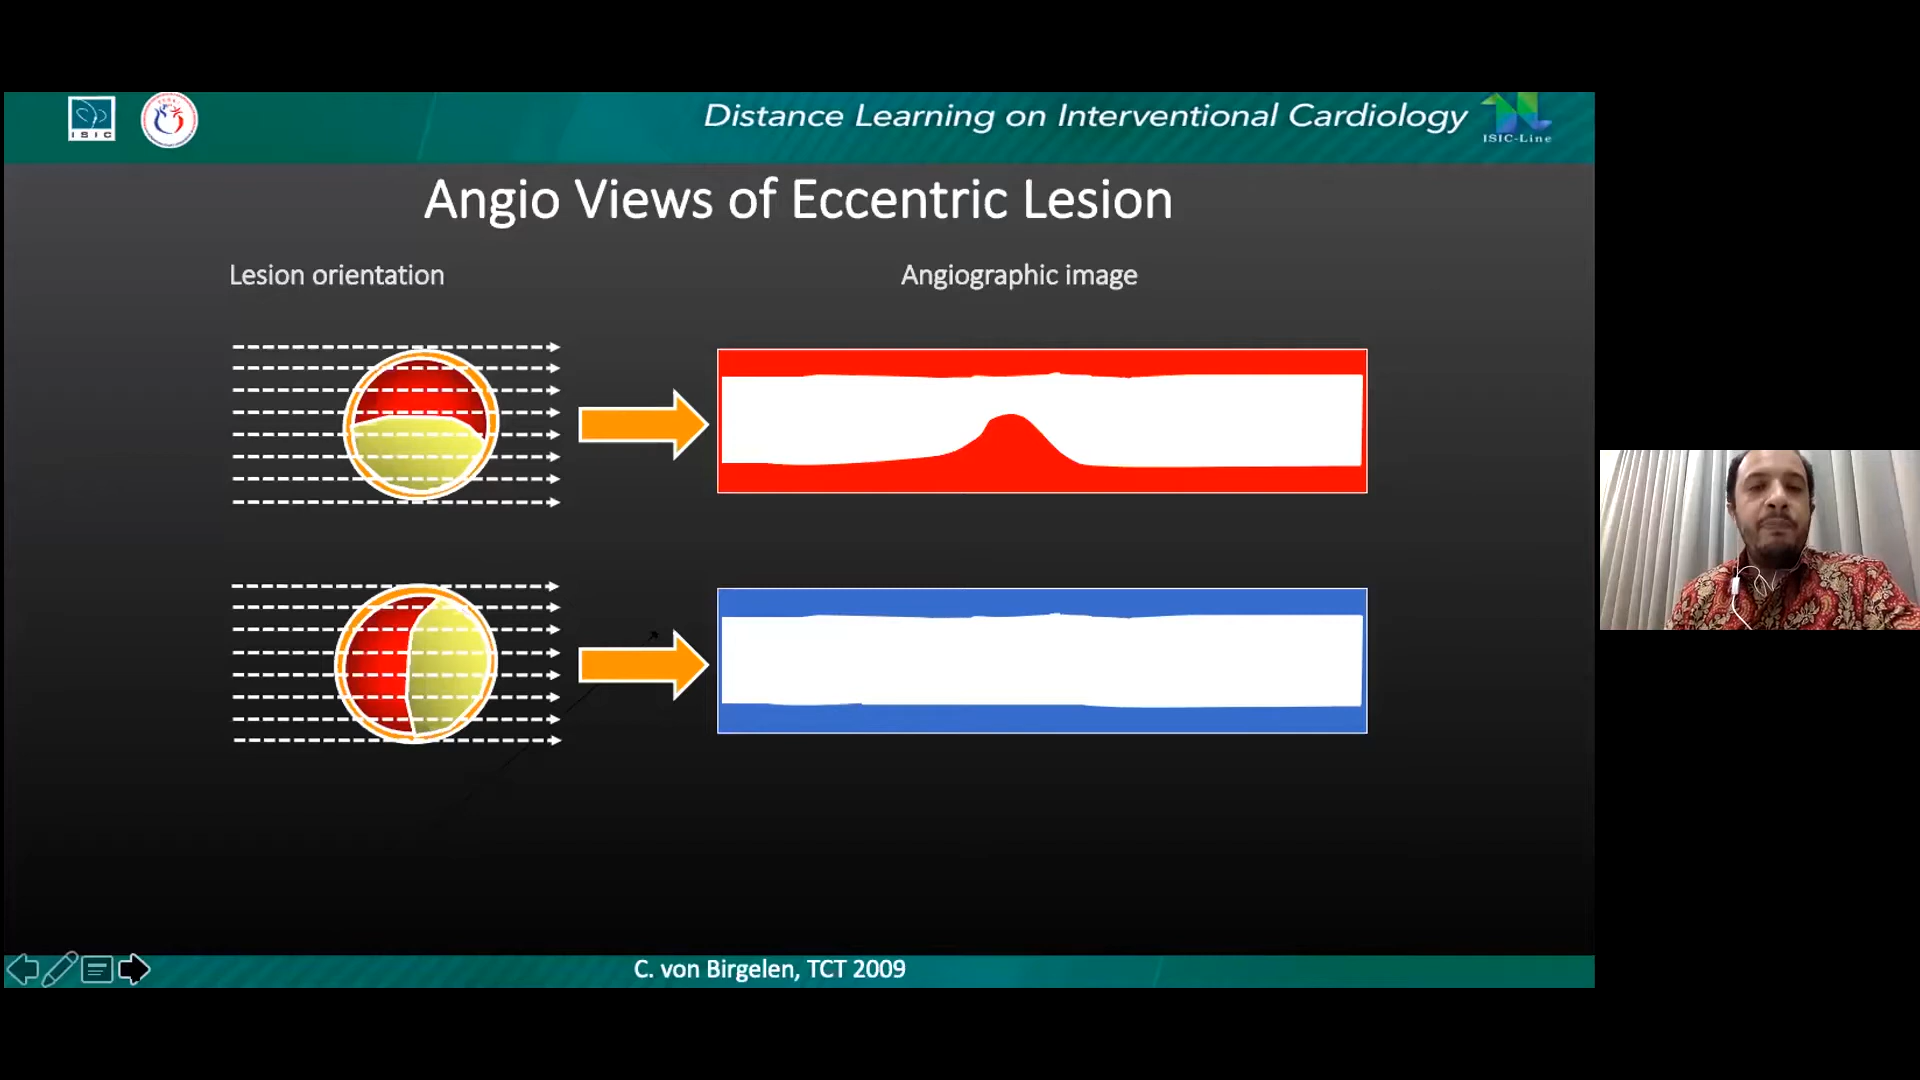 ISIC
Distance Learning on Interventional Cardiology
ISIC-Line
Angio Views of Eccentric Lesion
Lesion orientation
Angiographic image
C. von Birgelen, TCT 2009